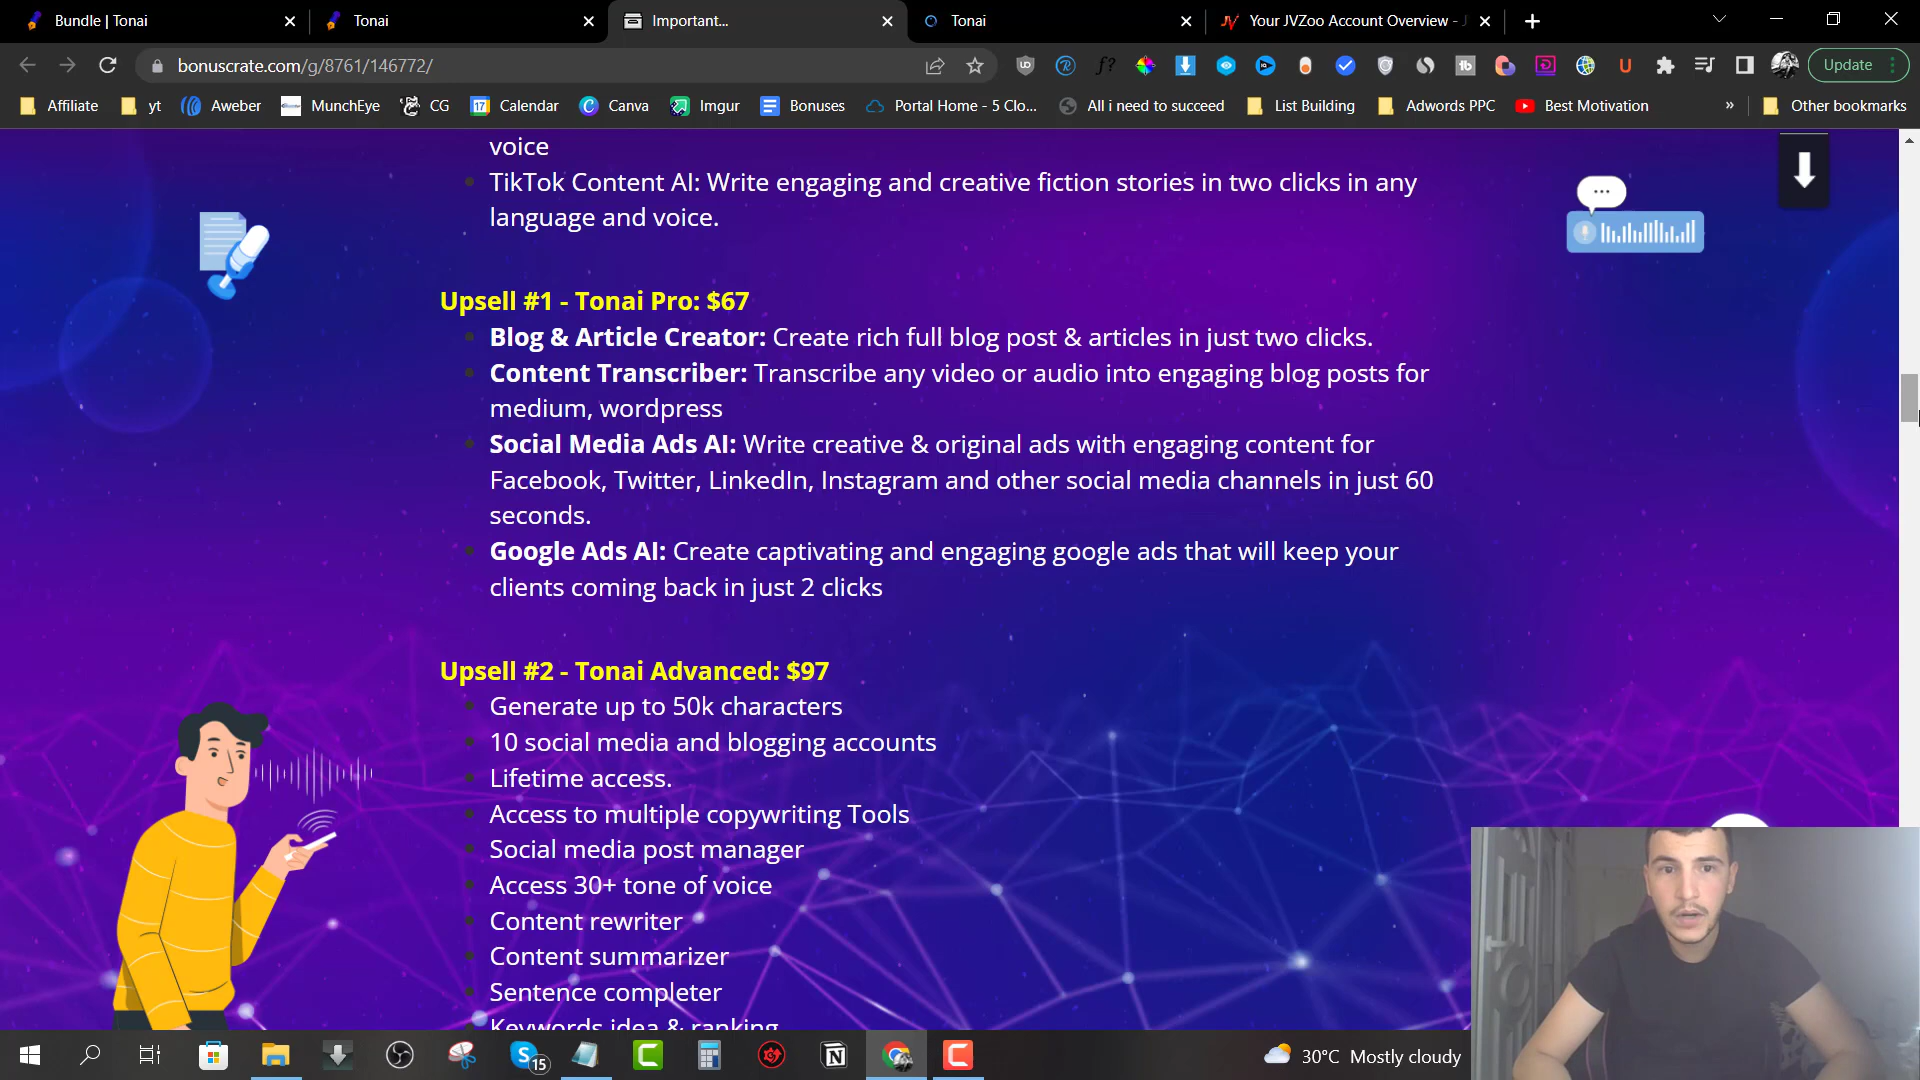 Bundle | Tonai
Tonai
Important...
Tonai
Your JVZoo Account Overview - J
bonuscrate.com/g/8761/146772/
Update
Affiliate
yt
Aweber
MunchEye
CG
Calendar
Canva
Imgur
Bonuses
Portal Home - 5 Clo...
All i need to succeed
List Building
Adwords PPC
Best Motivation
»
Other bookmarks
voice
TikTok Content AI: Write engaging and creative fiction stories in two clicks in any
language and voice.
Upsell #1 - Tonai Pro: $67
Blog & Article Creator: Create rich full blog post & articles in just two clicks.
Content Transcriber: Transcribe any video or audio into engaging blog posts for
medium, wordpress
Social Media Ads AI: Write creative & original ads with engaging content for
Facebook, Twitter, LinkedIn, Instagram and other social media channels in just 60
seconds.
Google Ads AI: Create captivating and engaging google ads that will keep your
clients coming back in just 2 clicks
Upsell #2 - Tonai Advanced: $97
Generate up to 50k characters
10 social media and blogging accounts
Lifetime access.
Access to multiple copywriting Tools
Social media post manager
Access 30+ tone of voice
Content rewriter
Content summarizer
Sentence completer
Keywords idea & ranking
15
30°C Mostly cloudy